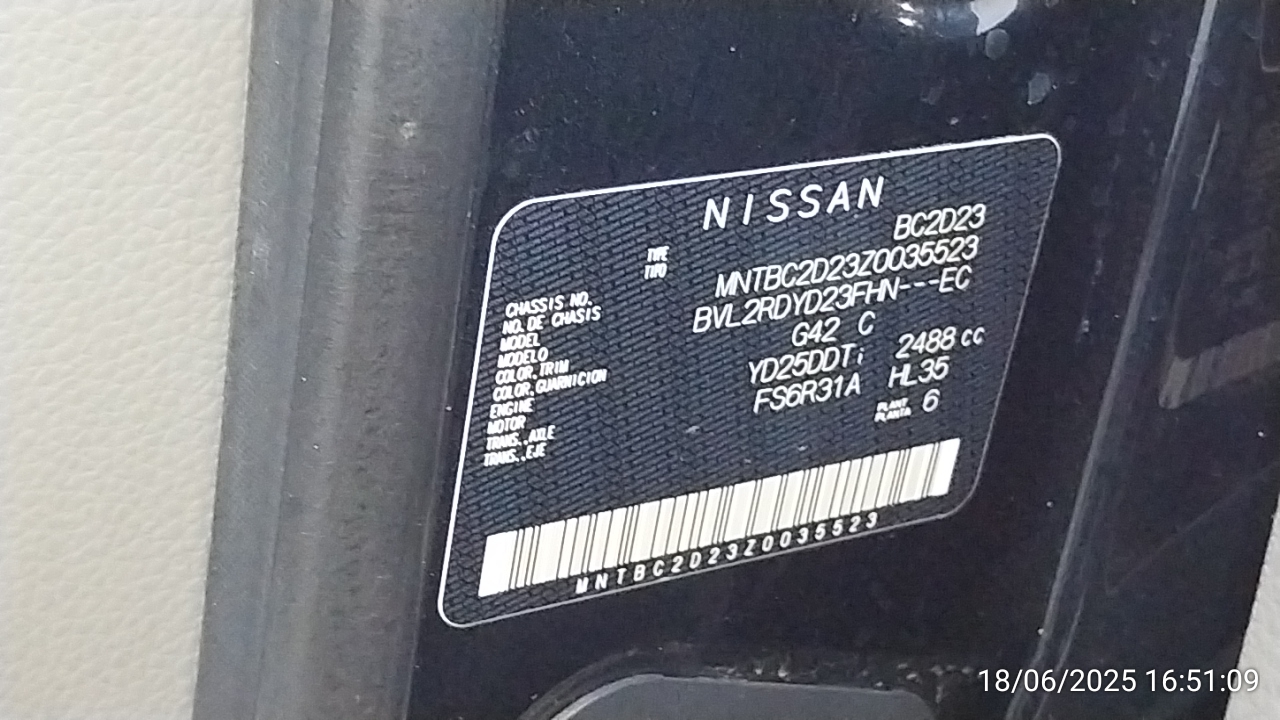 NISSAN
TYPE
TIPO
BC2D23
CHASSIS NO.
NO. DE CHASIS
MNTBC2D23Z0035523
MODEL
MODELO
BVL2RDYD23FHN---EC
COLOR, TRIM
COLOR, GUARNICION
G42 C
ENGINE
MOTOR
YD25DDTi 2488 cc
TRANS., AXLE
TRANS., EJE
FS6R31A HL35
PLANT
PLANTA
6
MNTBC2D23Z0035523
18/06/2025 16:51:09